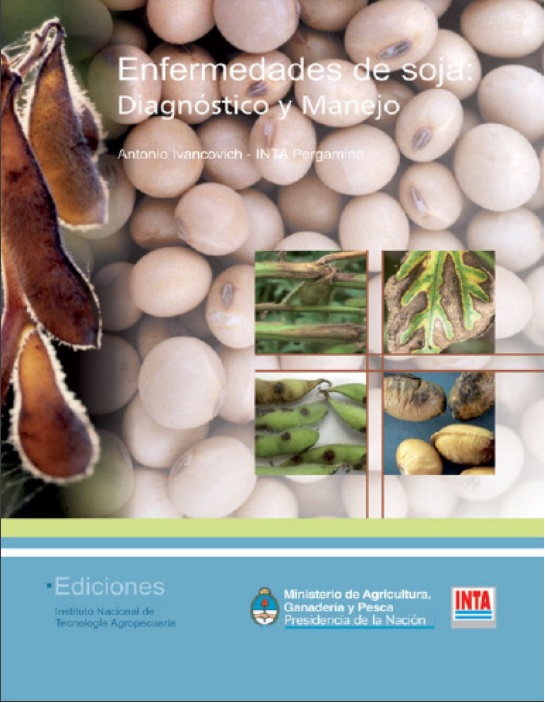 Enfermedades de soja:
Diagnóstico y Manejo
Antonio Ivancovich - INTA Pergamino
Ediciones
Instituto Nacional de
Tecnología Agropecuaria
Ministerio de Agricultura,
Ganadería y Pesca
Presidencia de la Nación
INTA